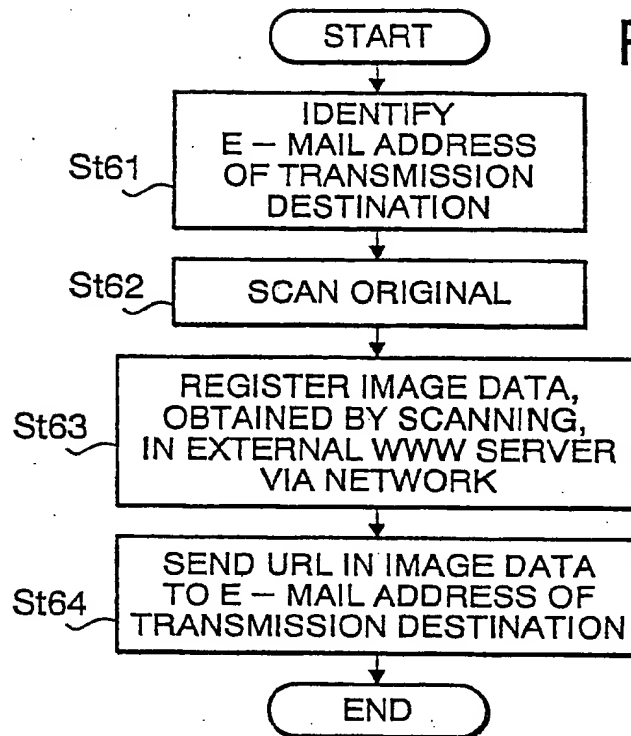 START
IDENTIFY
E – MAIL ADDRESS
OF TRANSMISSION
DESTINATION
St61
SCAN ORIGINAL
St62
REGISTER IMAGE DATA,
OBTAINED BY SCANNING,
IN EXTERNAL WWW SERVER
VIA NETWORK
St63
SEND URL IN IMAGE DATA
TO E – MAIL ADDRESS OF
TRANSMISSION DESTINATION
St64
END